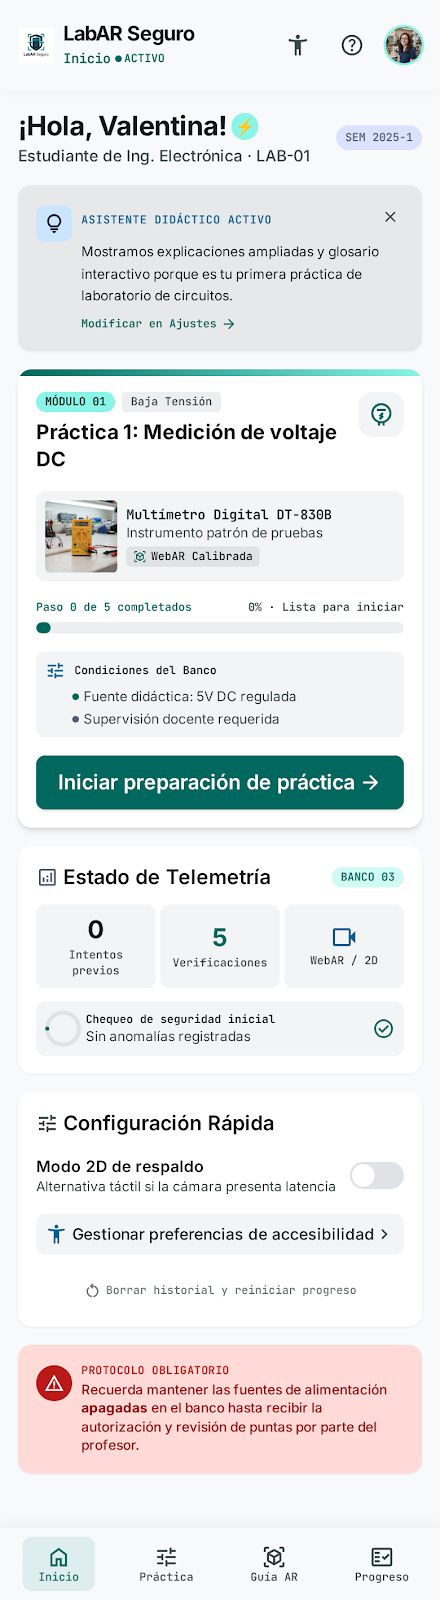 LabAR Seguro
LabAR Seguro
Inicio ● ACTIVO
¡Hola, Valentina! ⚡
SEM 2025-1
Estudiante de Ing. Electrónica · LAB-01
ASISTENTE DIDÁCTICO ACTIVO
Mostramos explicaciones ampliadas y glosario
interactivo porque es tu primera práctica de
laboratorio de circuitos.
Modificar en Ajustes →
MÓDULO 01
Baja Tensión
Práctica 1: Medición de voltaje
DC
Multímetro Digital DT-830B
Instrumento patrón de pruebas
WebAR Calibrada
Paso 0 de 5 completados
0% · Lista para iniciar
Condiciones del Banco
● Fuente didáctica: 5V DC regulada
● Supervisión docente requerida
Iniciar preparación de práctica →
Estado de Telemetría
BANCO 03
0
Intentos
previos
5
Verificaciones
WebAR / 2D
Chequeo de seguridad inicial
Sin anomalías registradas
Configuración Rápida
Modo 2D de respaldo
Alternativa táctil si la cámara presenta latencia
Gestionar preferencias de accesibilidad >
Borrar historial y reiniciar progreso
PROTOCOLO OBLIGATORIO
Recuerda mantener las fuentes de alimentación
apagadas en el banco hasta recibir la
autorización y revisión de puntas por parte del
profesor.
Inicio
Práctica
Guía AR
Progreso